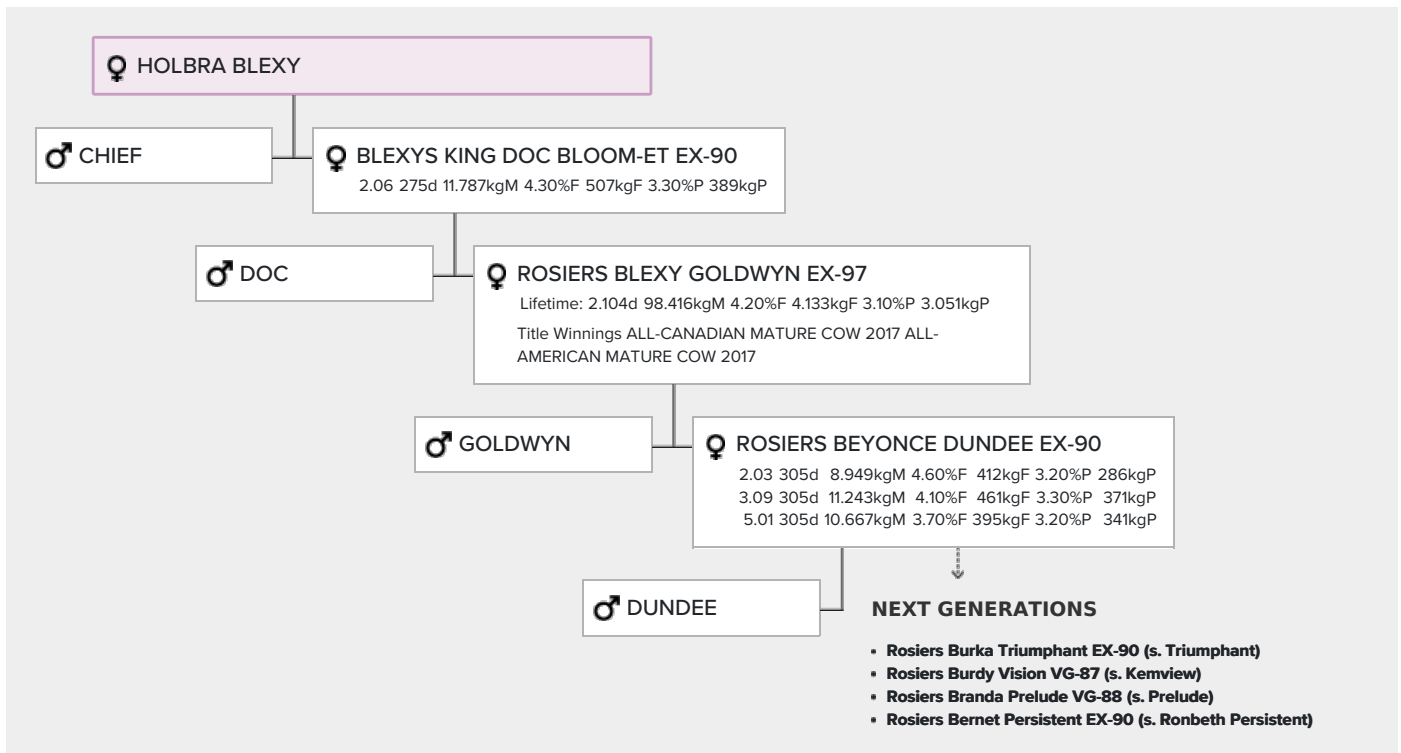 HOLBRA BLEXY
CHIEF
BLEXYS KING DOC BLOOM-ET EX-90
2.06 275d 11.787kgM 4.30%F 507kgF 3.30%P 389kgP
DOC
ROSIERS BLEXY GOLDWYN EX-97
Lifetime: 2.104d 98.416kgM 4.20%F 4.133kgF 3.10%P 3.051kgP
Title Winnings ALL-CANADIAN MATURE COW 2017 ALL-
AMERICAN MATURE COW 2017
GOLDWYN
ROSIERS BEYONCE DUNDEE EX-90
2.03 305d 8.949kgM 4.60%F 412kgF 3.20%P 286kgP
3.09 305d 11.243kgM 4.10%F 461kgF 3.30%P 371kgP
5.01 305d 10.667kgM 3.70%F 395kgF 3.20%P 341kgP
DUNDEE
NEXT GENERATIONS
• Rosiers Burka Triumphant EX-90 (s. Triumphant)
• Rosiers Burdy Vision VG-87 (s. Kemview)
• Rosiers Branda Prelude VG-88 (s. Prelude)
• Rosiers Bernet Persistent EX-90 (s. Ronbeth Persistent)